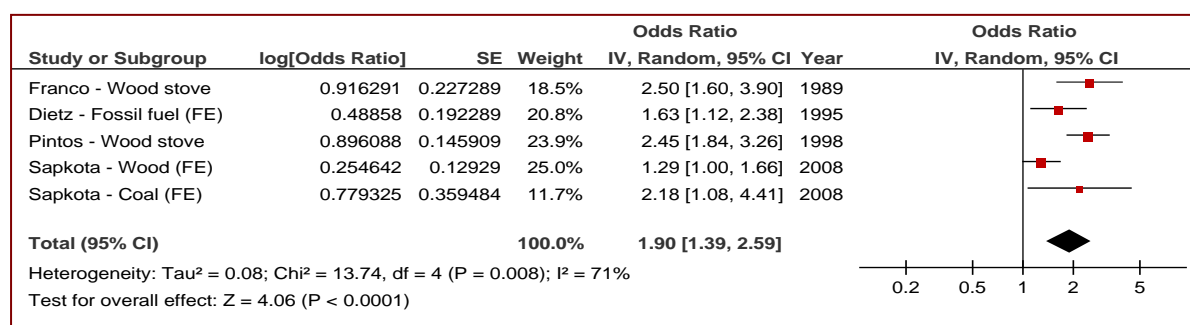 Odds Ratio Odds Ratio
Study or Subgroup log[Odds Ratio] SE Weight IV, Random, 95% CI Year IV, Random, 95% CI
Franco - Wood stove 0.916291 0.227289 18.5% 2.50 [1.60, 3.90] 1989
Dietz - Fossil fuel (FE) 0.48858 0.192289 20.8% 1.63 [1.12, 2.38] 1995
Pintos - Wood stove 0.896088 0.145909 23.9% 2.45 [1.84, 3.26] 1998
Sapkota - Wood (FE) 0.254642 0.12929 25.0% 1.29 [1.00, 1.66] 2008
Sapkota - Coal (FE) 0.779325 0.359484 11.7% 2.18 [1.08, 4.41] 2008
Total (95% CI) 100.0% 1.90 [1.39, 2.59]
Heterogeneity: Tau² = 0.08; Chi² = 13.74, df = 4 (P = 0.008); I² = 71%
Test for overall effect: Z = 4.06 (P < 0.0001)
0.2 0.5 1 2 5